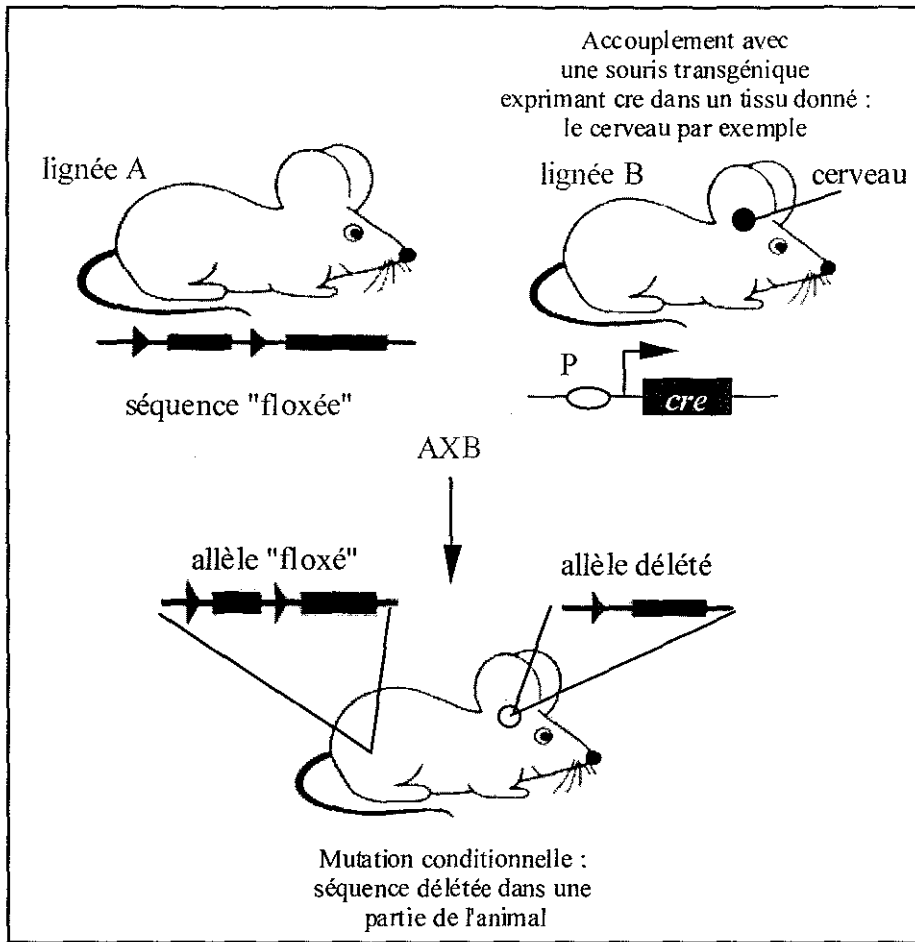 Accouplement avec
une souris transgénique
exprimant cre dans un tissu donné :
le cerveau par exemple
lignée A
lignée B
cerveau
P
cre
séquence "floxée"
AXB
allèle "floxé"
allèle délété
Mutation conditionnelle :
séquence délétée dans une
partie de l'animal